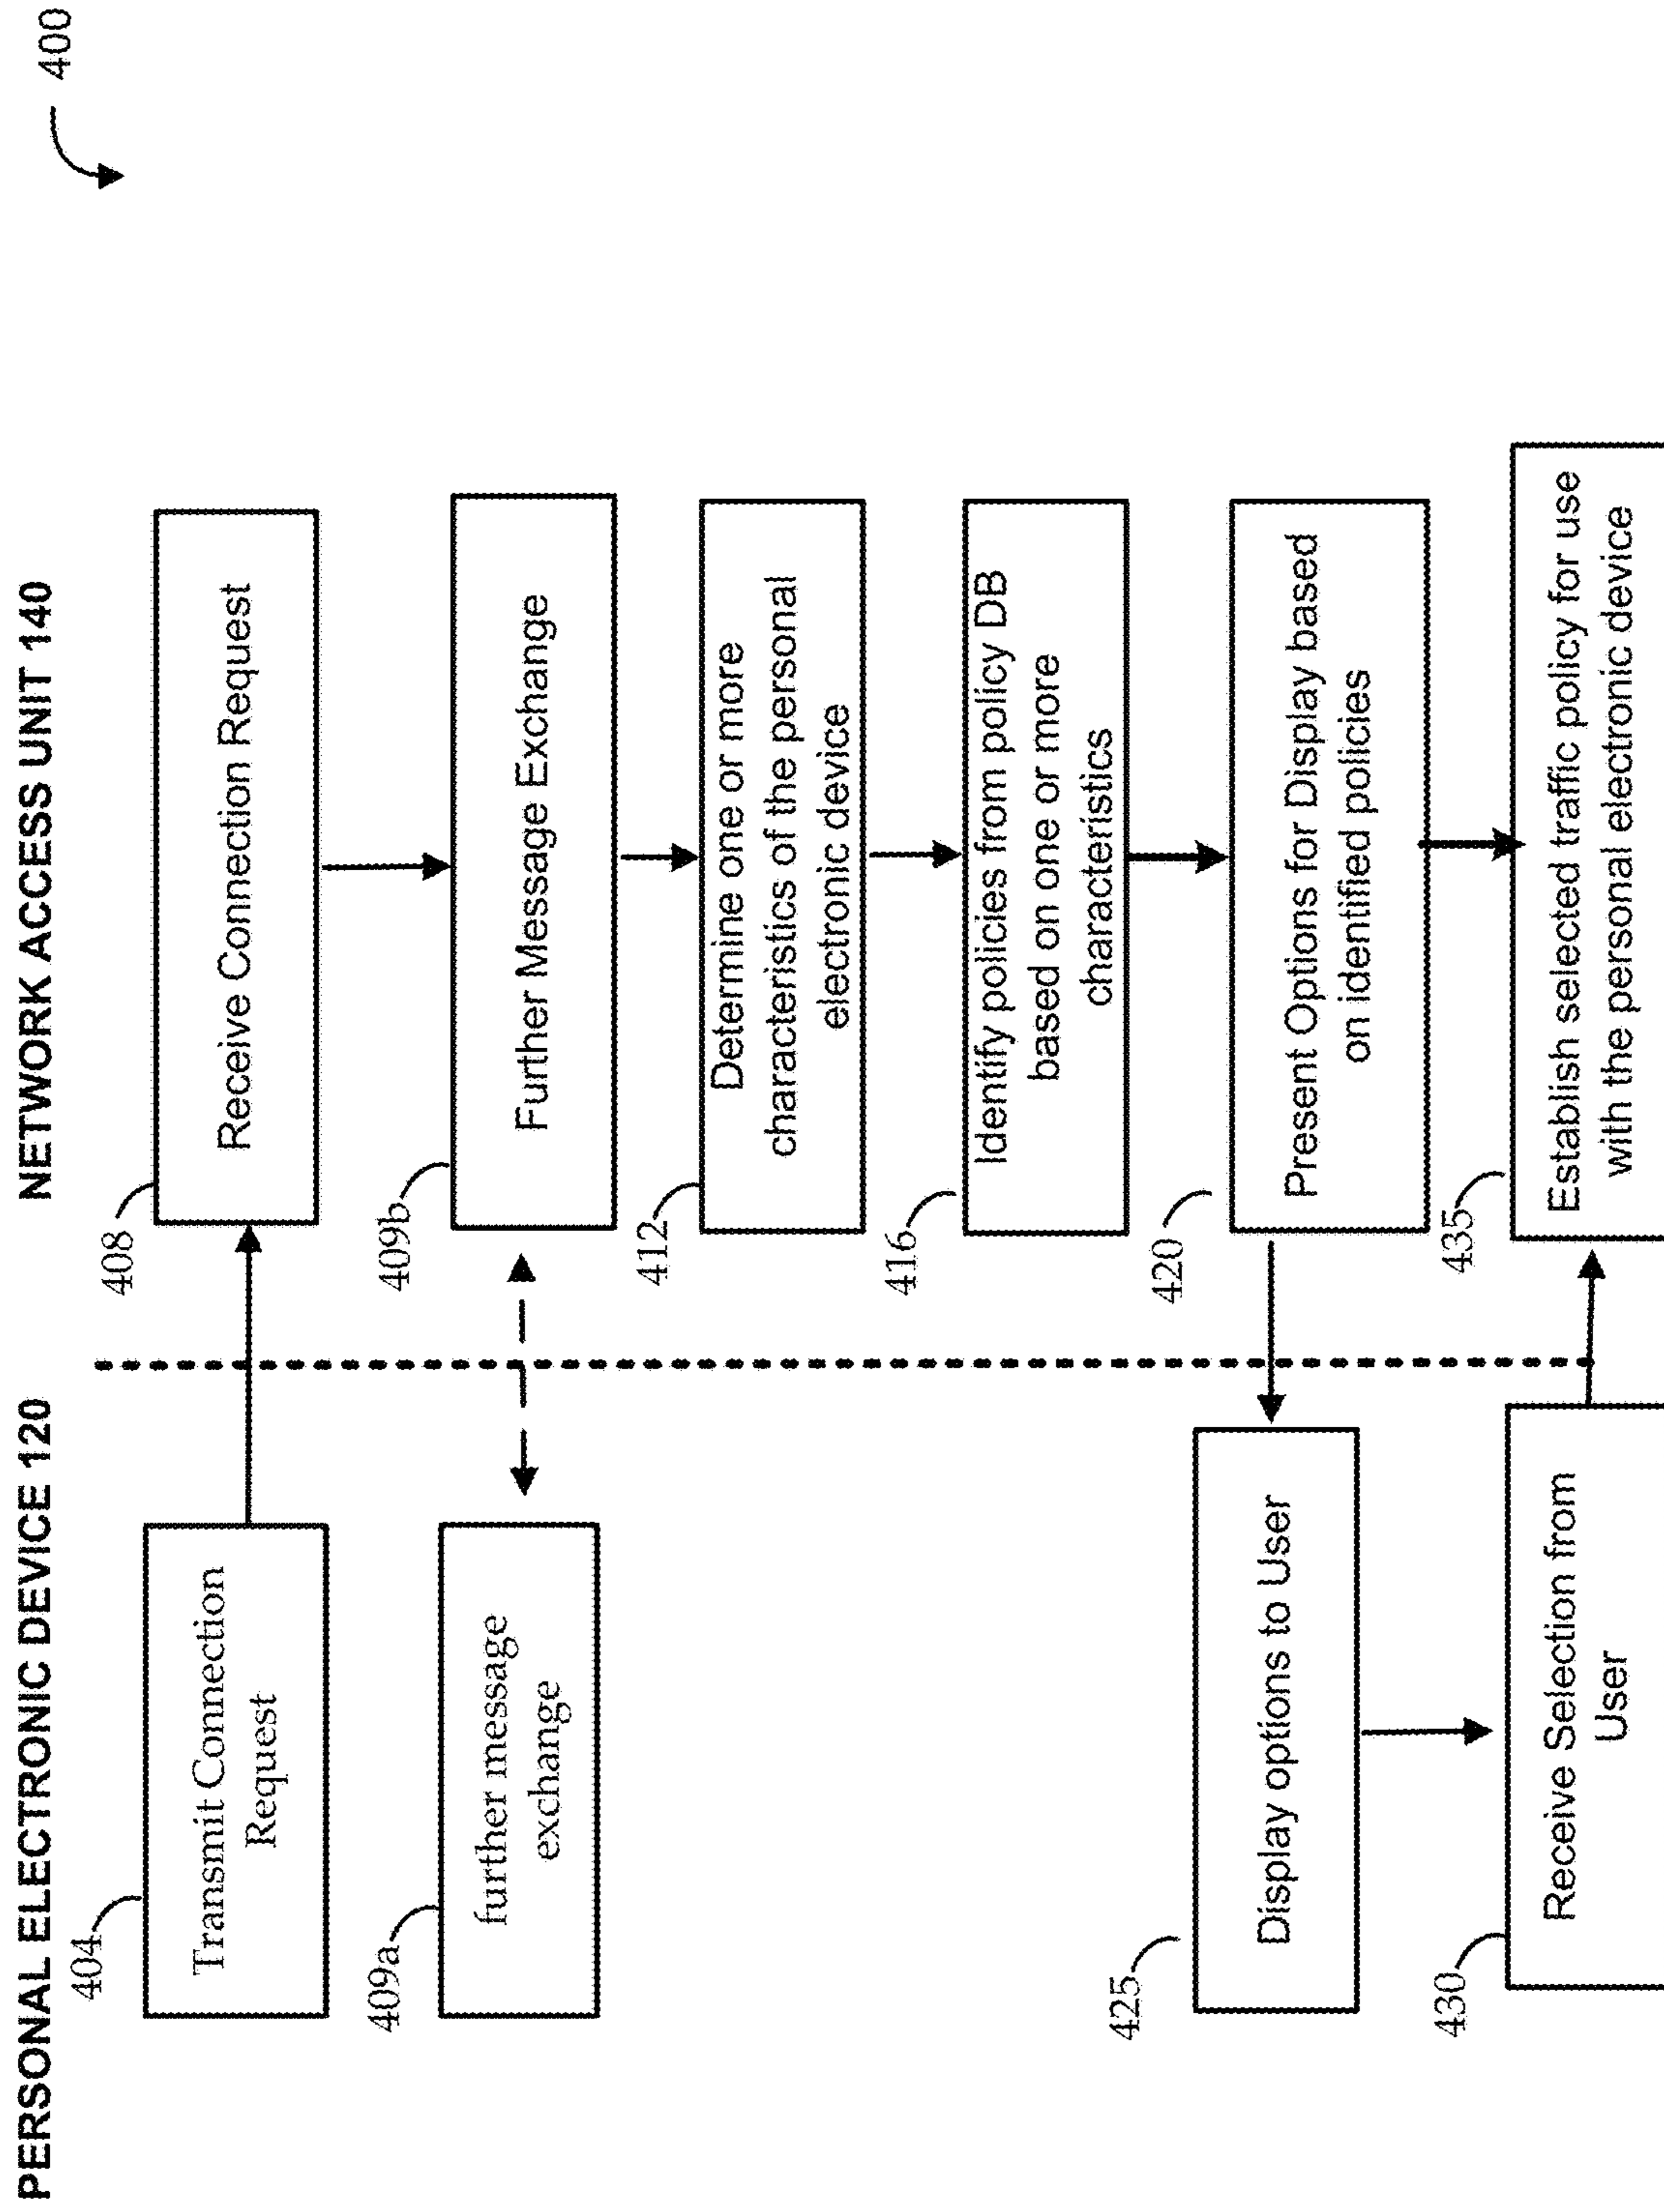 400
PERSONAL ELECTRONIC DEVICE 120
NETWORK ACCESS UNIT 140
404
Transmit Connection
Request
408
Receive Connection Request
409a
further message
exchange
409b
Further Message Exchange
412
Determine one or more
characteristics of the personal
electronic device
416
Identify policies from policy DB
based on one or more
characteristics
420
Present Options for Display based
on identified policies
425
Display options to User
430
Receive Selection from
User
435
Establish selected traffic policy for use
with the personal electronic device